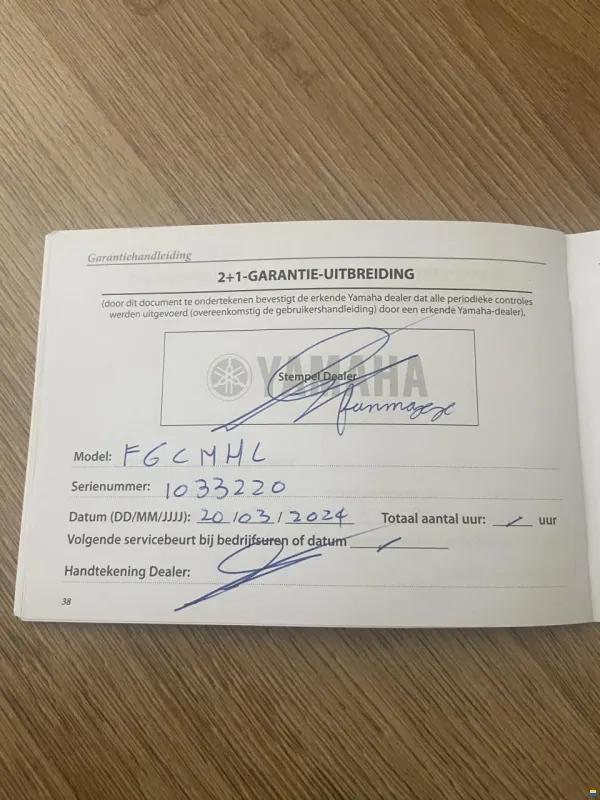 Garantiehandleiding
2+1-GARANTIE-UITBREIDING
(door dit document te ondertekenen bevestigt de erkende Yamaha dealer dat alle periodieke controles
werden uitgevoerd (overeenkomstig de gebruikershandleiding) door een erkende Yamaha-dealer).
YAMAHA
Stempel Dealer
Model: F6CMHL
Serienummer: 1033220
Datum (DD/MM/JJJJ): 20/03/2024 Totaal aantal uur: uur
Volgende servicebeurt bij bedrijfsuren of datum
Handtekening Dealer:
38